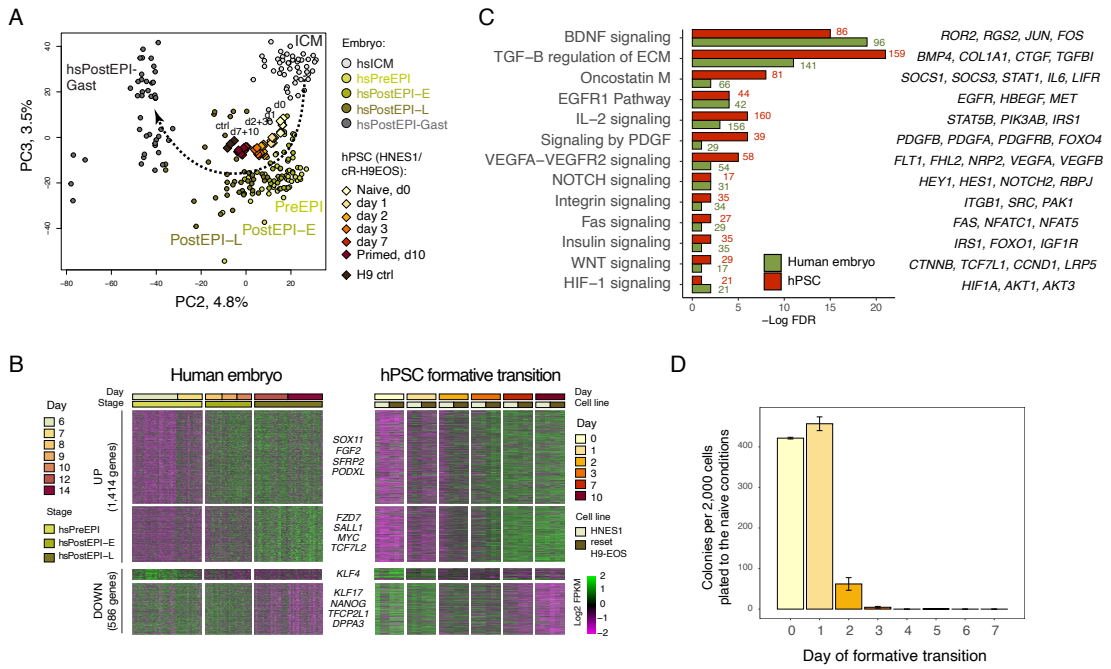 A
PC3, 3.5%
40
20
0
−20
−40
−80
−60
−40
−20
0
20
40
PC2, 4.8%
hsPostEPI-
Gast
ICM
d0
d1
d2+3
ctrl
d7+10
PreEPI
PostEPI−E
PostEPI−L
Embryo:
hsICM
hsPreEPI
hsPostEPI-E
hsPostEPI-L
hsPostEPI-Gast
hPSC (HNES1/
cR-H9EOS):
Naive, d0
day 1
day 2
day 3
day 7
Primed, d10
H9 ctrl
C
BDNF signaling 86 96 ROR2, RGS2, JUN, FOS
TGF-B regulation of ECM 159 141 BMP4, COL1A1, CTGF, TGFBI
Oncostatin M 81 66 SOCS1, SOCS3, STAT1, IL6, LIFR
EGFR1 Pathway 44 42 EGFR, HBEGF, MET
IL−2 signaling 160 156 STAT5B, PIK3AB, IRS1
Signaling by PDGF 39 29 PDGFB, PDGFA, PDGFRB, FOXO4
VEGFA−VEGFR2 signaling 58 54 FLT1, FHL2, NRP2, VEGFA, VEGFB
NOTCH signaling 17 31 HEY1, HES1, NOTCH2, RBPJ
Integrin signaling 35 34 ITGB1, SRC, PAK1
Fas signaling 27 29 FAS, NFATC1, NFAT5
Insulin signaling 35 35 IRS1, FOXO1, IGF1R
WNT signaling 29 17 CTNNB, TCF7L1, CCND1, LRP5
HIF−1 signaling 21 21 HIF1A, AKT1, AKT3
Human embryo
hPSC
0 5 10 15 20
−Log FDR
B
Human embryo
hPSC formative transition
Day
Stage
Day
Cell line
Day
6
7
8
9
10
12
14
Stage
hsPreEPI
hsPostEPI-E
hsPostEPI-L
UP
(1,414 genes)
DOWN
(586 genes)
SOX11
FGF2
SFRP2
PODXL
FZD7
SALL1
MYC
TCF7L2
KLF4
KLF17
NANOG
TFCP2L1
DPPA3
Day
0
1
2
3
7
10
Cell line
HNES1
reset
H9-EOS
Log2 FPKM
2
1
0
−1
−2
D
Colonies per 2,000 cells
plated to the naive conditions
400
300
200
100
0
0 1 2 3 4 5 6 7
Day of formative transition